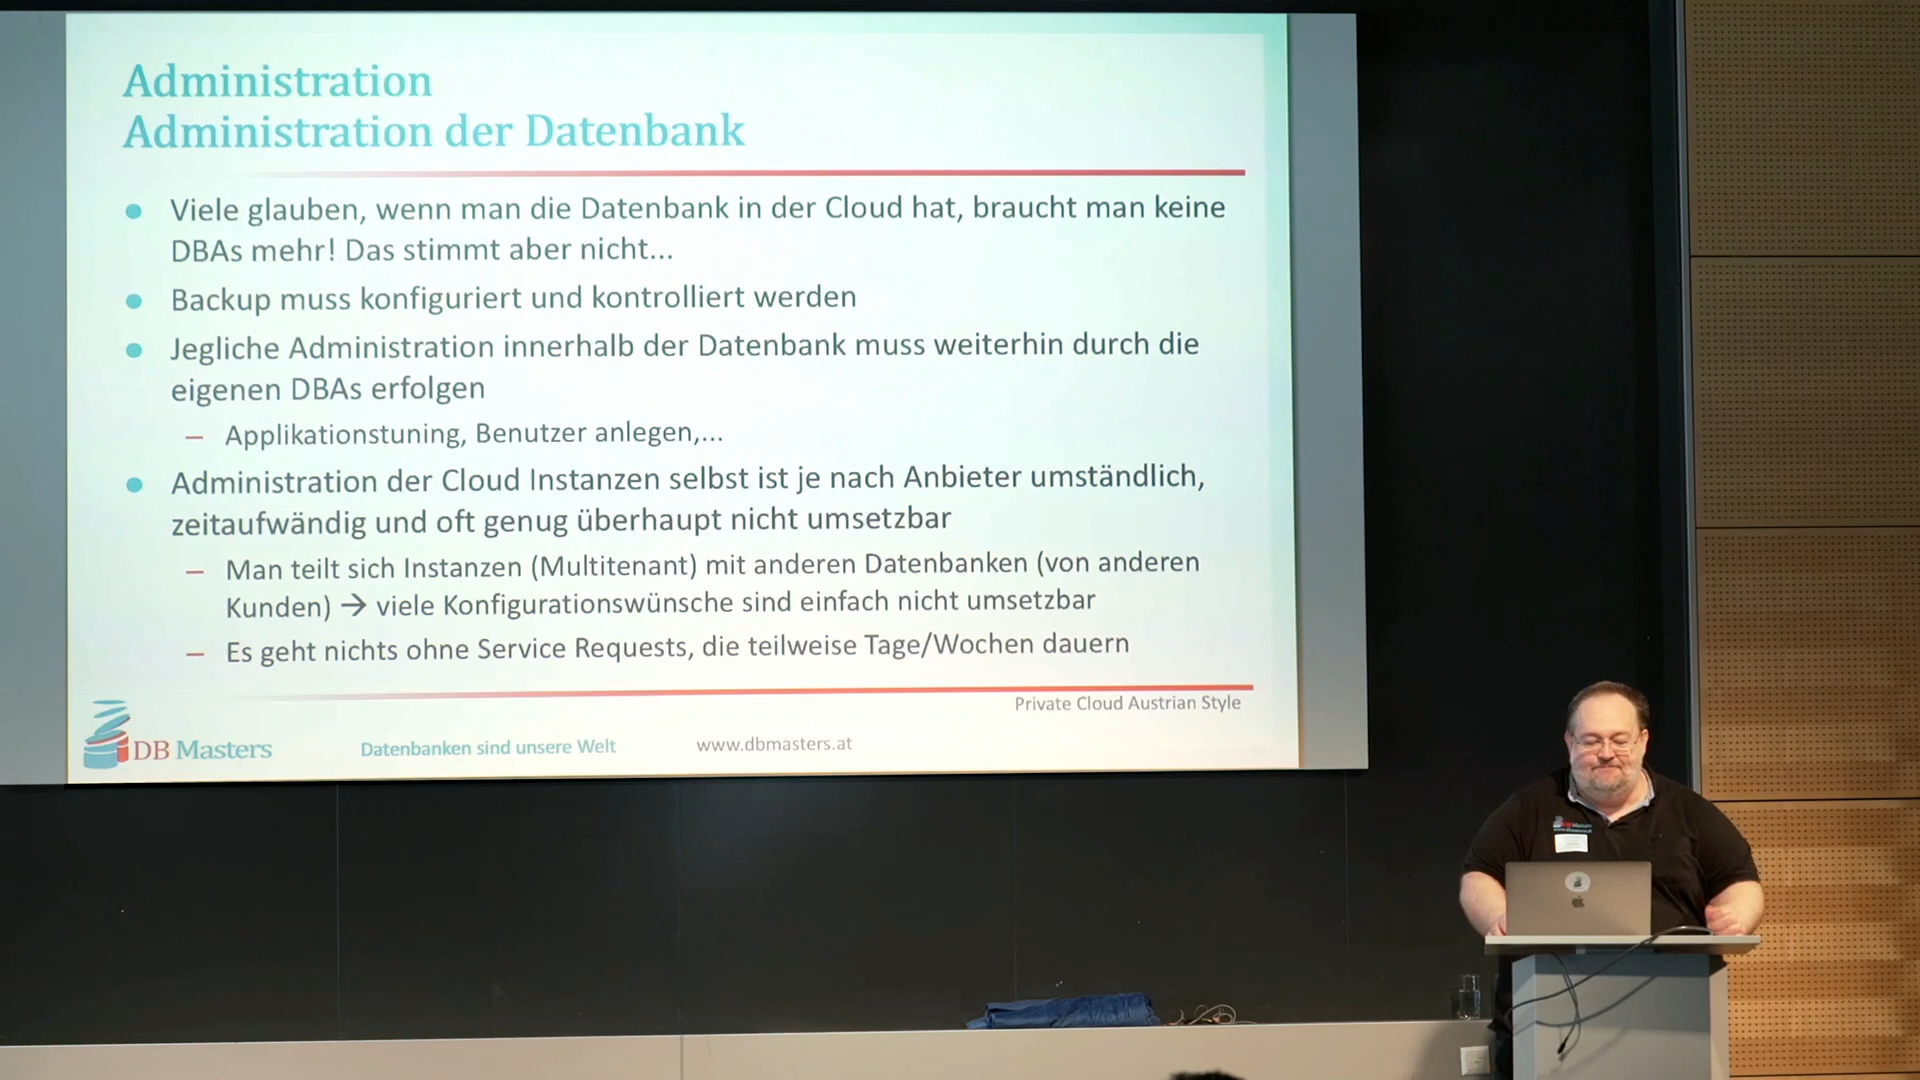 Administration
Administration der Datenbank
Viele glauben, wenn man die Datenbank in der Cloud hat, braucht man keine
DBAs mehr! Das stimmt aber nicht...
Backup muss konfiguriert und kontrolliert werden
Jegliche Administration innerhalb der Datenbank muss weiterhin durch die
eigenen DBAs erfolgen
– Applikationstuning, Benutzer anlegen,...
Administration der Cloud Instanzen selbst ist je nach Anbieter umständlich,
zeitaufwändig und oft genug überhaupt nicht umsetzbar
– Man teilt sich Instanzen (Multitenant) mit anderen Datenbanken (von anderen
Kunden) → viele Konfigurationswünsche sind einfach nicht umsetzbar
– Es geht nichts ohne Service Requests, die teilweise Tage/Wochen dauern
Private Cloud Austrian Style
DB Masters
Datenbanken sind unsere Welt
www.dbmasters.at